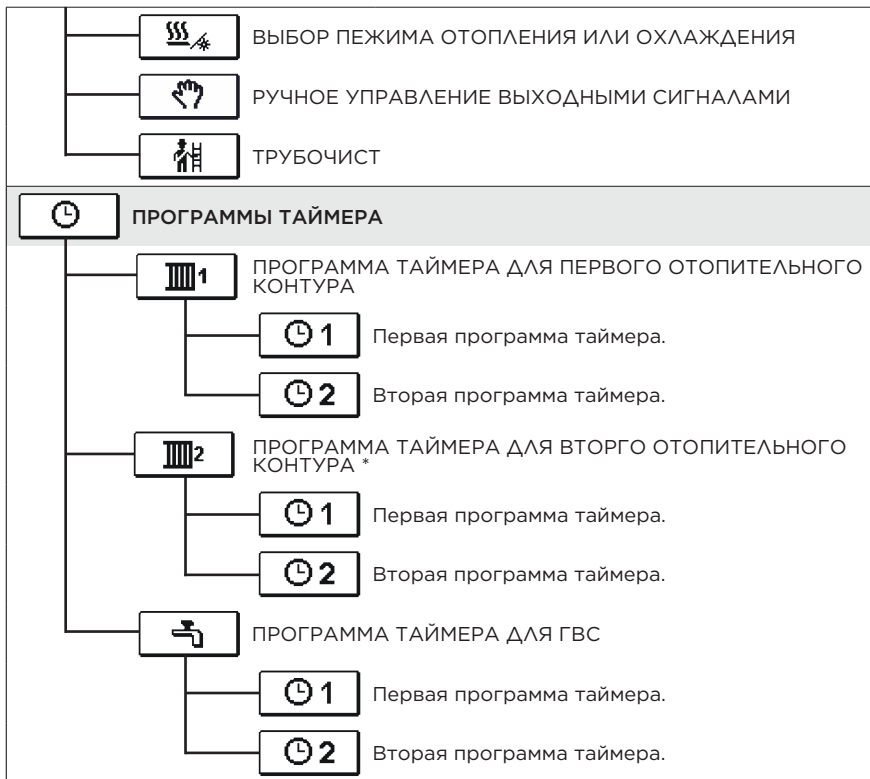 ВЫБОР ПЕЖИМА ОТОПЛЕНИЯ ИЛИ ОХЛАЖДЕНИЯ
РУЧНОЕ УПРАВЛЕНИЕ ВЫХОДНЫМИ СИГНАЛАМИ
ТРУБОЧИСТ
ПРОГРАММЫ ТАЙМЕРА
1 ПРОГРАММА ТАЙМЕРА ДЛЯ ПЕРВОГО ОТОПИТЕЛЬНОГО
КОНТУРА
1 Первая программа таймера.
2 Вторая программа таймера.
2 ПРОГРАММА ТАЙМЕРА ДЛЯ ВТОРГО ОТОПИТЕЛЬНОГО
КОНТУРА *
1 Первая программа таймера.
2 Вторая программа таймера.
ПРОГРАММА ТАЙМЕРА ДЛЯ ГВС
1 Первая программа таймера.
2 Вторая программа таймера.